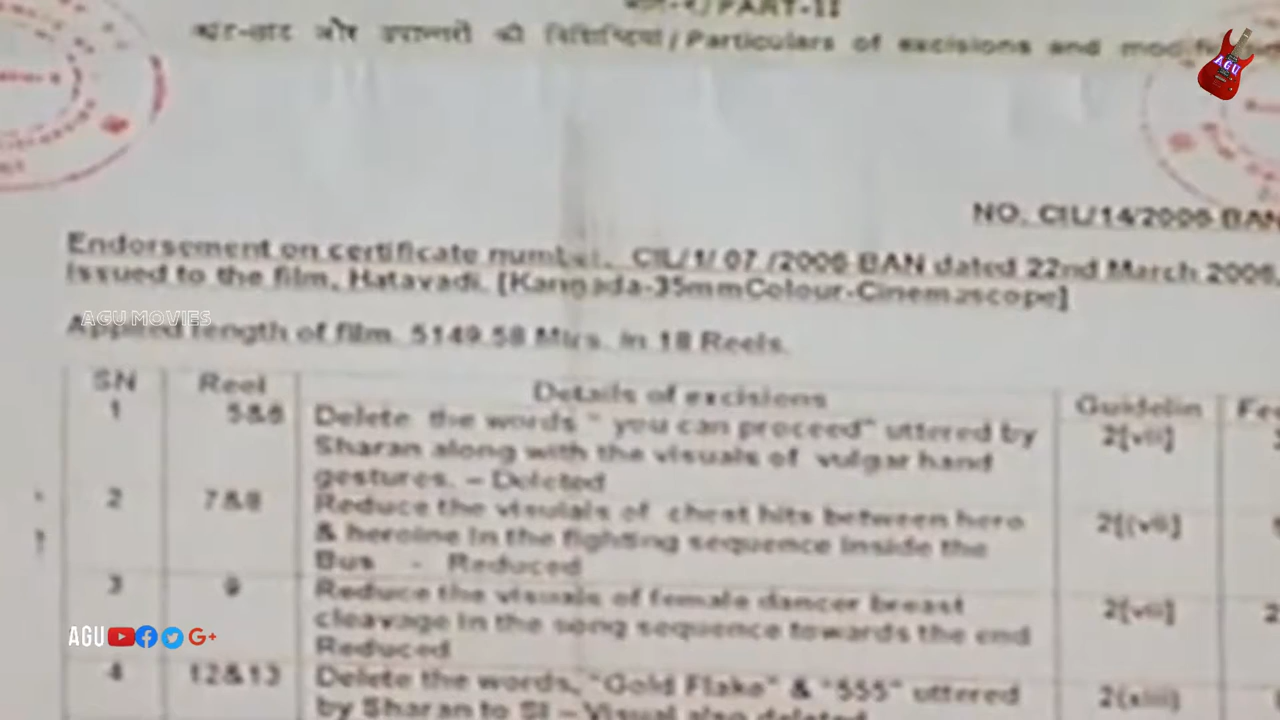 /PART-II
काट-छांट और उपान्तरों की विशिष्टियां / Particulars of excisions and
AGU
NO. CIL/14/2006 BAN
Endorsement on certificate number. CIL/1/ 07 /2006 BAN dated 22nd March 2006.
issued to the film, Hatavadi. [Kannada-35mmColour-Cinemascope]
AGU MOVIES
Applied length of film. 5149.58 Mtrs. in 18 Reels.
SN Reel Details of excisions Guidelin
1 5&6 Delete the words " you can proceed" uttered by 2[vii]
Sharan along with the visuals of vulgar hand
gestures. – Deleted
2 7&8 Reduce the visulals of chest hits between hero 2[(vii]
& heroine in the fighting sequence inside the
Bus - Reduced
3 9 Reduce the visuals of female dancer breast 2[vii]
cleavage in the song sequence towards the end
Reduced
AGU G+
4 12&13 Delete the words, "Gold Flake" & "555" uttered 2(xiii)
by Sharan to SI – Visual also deleted